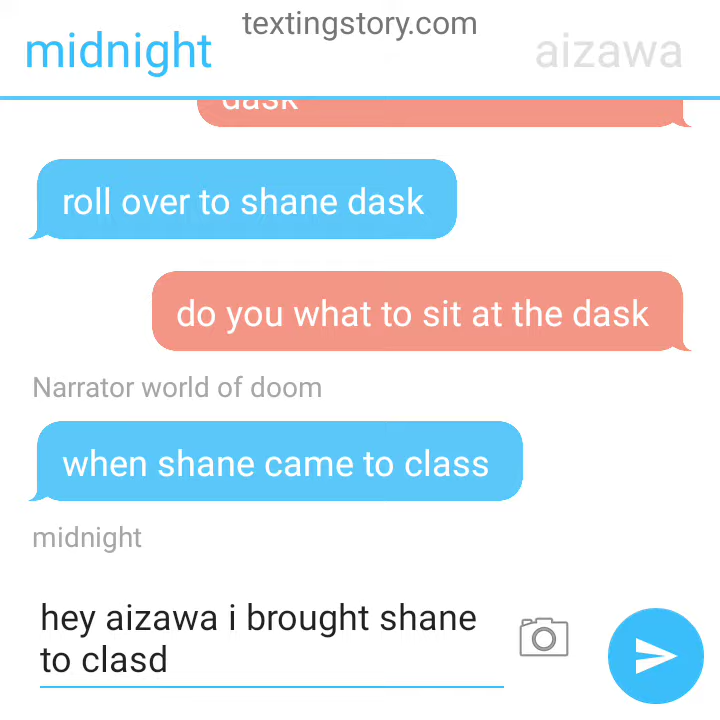 textingstory.com
midnight
aizawa
dask
roll over to shane dask
do you what to sit at the dask
Narrator world of doom
when shane came to class
midnight
hey aizawa i brought shane
to clasd